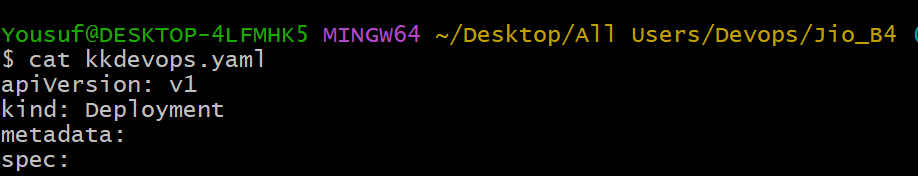 Yousuf@DESKTOP-4LFMHK5 MINGW64 ~/Desktop/All Users/Devops/Jio_B4 (
$ cat kkdevops.yaml
apiVersion: v1
kind: Deployment
metadata:
spec: